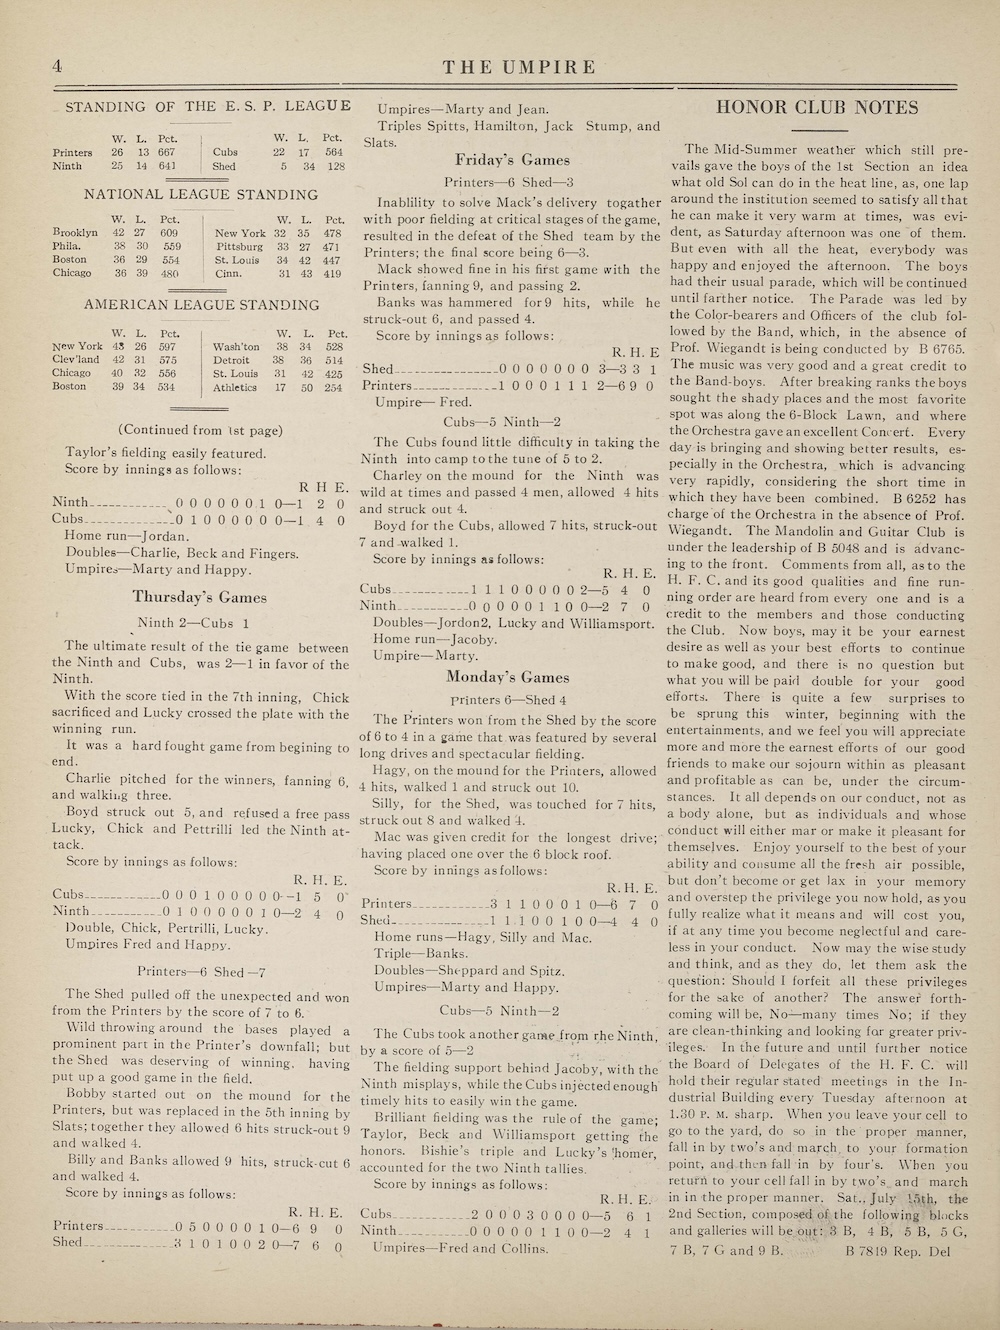 4
THE UMPIRE
STANDING OF THE E. S. P. LEAGUE
W. L. Pct. W. L. Pct.
Printers 26 13 667 Cubs 22 17 564
Ninth 25 14 641 Shed 5 34 128
NATIONAL LEAGUE STANDING
W. L. Pct. W. L. Pct.
Brooklyn 42 27 609 New York 32 35 478
Phila. 38 30 559 Pittsburg 33 27 471
Boston 36 29 554 St. Louis 34 42 447
Chicago 36 39 480 Cinn. 31 43 419
AMERICAN LEAGUE STANDING
W. L. Pct. W. L. Pct.
New York 43 26 597 Wash'ton 38 34 528
Clev'land 42 31 575 Detroit 38 36 514
Chicago 40 32 556 St. Louis 31 42 425
Boston 39 34 534 Athletics 17 50 254
(Continued from 1st page)
Taylor's fielding easily featured.
Score by innings as follows:
R H E.
Ninth____________0 0 0 0 0 0 1 0—1 2 0
Cubs______________0 1 0 0 0 0 0 0—1 4 0
Home run—Jordan.
Doubles—Charlie, Beck and Fingers.
Umpires—Marty and Happy.
Thursday's Games
Ninth 2—Cubs 1
The ultimate result of the tie game between
the Ninth and Cubs, was 2—1 in favor of the
Ninth.
With the score tied in the 7th inning, Chick
sacrificed and Lucky crossed the plate with the
winning run.
It was a hard fought game from begining to
end.
Charlie pitched for the winners, fanning 6,
and walking three.
Boyd struck out 5, and refused a free pass
Lucky, Chick and Pettrilli led the Ninth at-
tack.
Score by innings as follows:
R. H. E.
Cubs____________0 0 0 1 0 0 0 0 0-–1 5 0
Ninth___________0 1 0 0 0 0 0 1 0—2 4 0
Double, Chick, Pertrilli, Lucky.
Umpires Fred and Happy.
Printers—6 Shed—7
The Shed pulled off the unexpected and won
from the Printers by the score of 7 to 6.
Wild throwing around the bases played a
prominent part in the Printer's downfall; but
the Shed was deserving of winning. having
put up a good game in the field.
Bobby started out on the mound for the
Printers, but was replaced in the 5th inning by
Slats; together they allowed 6 hits struck-out 9
and walked 4.
Billy and Banks allowed 9 hits, struck-cut 6
and walked 4.
Score by innings as follows:
R. H. E.
Printers___________0 5 0 0 0 0 1 0—6 9 0
Shed______________3 1 0 1 0 0 2 0—7 6 0
Umpires—Marty and Jean.
Triples Spitts, Hamilton, Jack Stump, and
Slats.
Friday's Games
Printers—6 Shed—3
Inablility to solve Mack's delivery togather
with poor fielding at critical stages of the game,
resulted in the defeat of the Shed team by the
Printers; the final score being 6—3.
Mack showed fine in his first game with the
Printers, fanning 9, and passing 2.
Banks was hammered for 9 hits, while he
struck-out 6, and passed 4.
Score by innings as follows:
R. H. E
Shed________________0 0 0 0 0 0 0 3—3 3 1
Printers_____________1 0 0 0 1 1 1 2—6 9 0
Umpire— Fred.
Cubs—5 Ninth—2
The Cubs found little difficulty in taking the
Ninth into camp to the tune of 5 to 2.
Charley on the mound for the Ninth was
wild at times and passed 4 men, allowed 4 hits
and struck out 4.
Boyd for the Cubs, allowed 7 hits, struck-out
7 and walked 1.
Score by innings as follows:
R. H. E.
Cubs____________1 1 1 0 0 0 0 0 2—5 4 0
Ninth___________0 0 0 0 0 1 1 0 0—2 7 0
Doubles—Jordon2, Lucky and Williamsport.
Home run—Jacoby.
Umpire—Marty.
Monday's Games
Printers 6—Shed 4
The Printers won from the Shed by the score
of 6 to 4 in a game that was featured by several
long drives and spectacular fielding.
Hagy, on the mound for the Printers, allowed
4 hits, walked 1 and struck out 10.
Silly, for the Shed, was touched for 7 hits,
struck out 8 and walked 4.
Mac was given credit for the longest drive;
having placed one over the 6 block roof.
Score by innings as follows:
R. H. E.
Printers____________3 1 1 0 0 0 1 0—6 7 0
Shed_______________1 1 1 0 0 1 0 0—4 4 0
Home runs—Hagy, Silly and Mac.
Triple—Banks.
Doubles—Sheppard and Spitz.
Umpires—Marty and Happy.
Cubs—5 Ninth—2
The Cubs took another game from rhe Ninth,
by a score of 5—2
The fielding support behind Jacoby, with the
Ninth misplays, while the Cubs injected enough
timely hits to easily win the game.
Brilliant fielding was the rule of the game;
Taylor, Beck and Williamsport getting the
honors. Bishie's triple and Lucky's homer,
accounted for the two Ninth tallies.
Score by innings as follows:
R. H. E.
Cubs____________2 0 0 0 3 0 0 0 0—5 6 1
Ninth___________0 0 0 0 0 1 1 0 0—2 4 1
Umpires—Fred and Collins.
HONOR CLUB NOTES
The Mid-Summer weather which still pre-
vails gave the boys of the 1st Section an idea
what old Sol can do in the heat line, as, one lap
around the institution seemed to satisfy all that
he can make it very warm at times, was evi-
dent, as Saturday afternoon was one of them.
But even with all the heat, everybody was
happy and enjoyed the afternoon. The boys
had their usual parade, which will be continued
until farther notice. The Parade was led by
the Color-bearers and Officers of the club fol-
lowed by the Band, which, in the absence of
Prof. Wiegandt is being conducted by B 6765.
The music was very good and a great credit to
the Band-boys. After breaking ranks the boys
sought the shady places and the most favorite
spot was along the 6-Block Lawn, and where
the Orchestra gave an excellent Concert. Every
day is bringing and showing better results, es-
pecially in the Orchestra, which is advancing
very rapidly, considering the short time in
which they have been combined. B 6252 has
charge of the Orchestra in the absence of Prof.
Wiegandt. The Mandolin and Guitar Club is
under the leadership of B 5048 and is advanc-
ing to the front. Comments from all, as to the
H. F. C. and its good qualities and fine run-
ning order are heard from every one and is a
credit to the members and those conducting
the Club. Now boys, may it be your earnest
desire as well as your best efforts to continue
to make good, and there is no question but
what you will be paid double for your good
efforts. There is quite a few surprises to
be sprung this winter, beginning with the
entertainments, and we feel you will appreciate
more and more the earnest efforts of our good
friends to make our sojourn within as pleasant
and profitable as can be, under the circum-
stances. It all depends on our conduct, not as
a body alone, but as individuals and whose
conduct will either mar or make it pleasant for
themselves. Enjoy yourself to the best of your
ability and consume all the fresh air possible,
but don't become or get lax in your memory
and overstep the privilege you now hold, as you
fully realize what it means and will cost you,
if at any time you become neglectful and care-
less in your conduct. Now may the wise study
and think, and as they do, let them ask the
question: Should I forfeit all these privileges
for the sake of another? The answer forth-
coming will be, No—many times No; if they
are clean-thinking and looking for greater priv-
ileges. In the future and until further notice
the Board of Delegates of the H. F. C. will
hold their regular stated meetings in the In-
dustrial Building every Tuesday afternoon at
1.30 P. M. sharp. When you leave your cell to
go to the yard, do so in the proper manner,
fall in by two's and march to your formation
point, and then fall in by four's. When you
return to your cell fall in by two's and march
in in the proper manner. Sat., July 15th, the
2nd Section, composed of the following blocks
and galleries will be out: 3 B, 4 B, 5 B, 5 G,
7 B, 7 G and 9 B. B 7819 Rep. Del